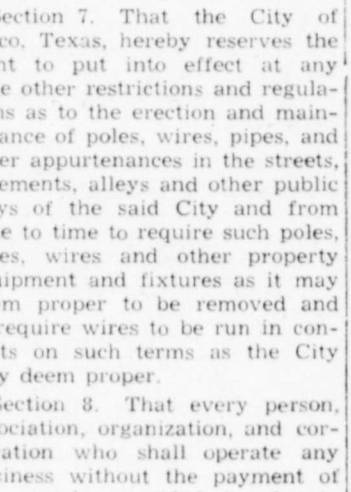 ection 7. That the City of
co, Texas, hereby reserves the
nt to put into effect at any
e other restrictions and regula-
ns as to the erection and main-
ance of poles, wires, pipes, and
er appurtenances in the streets,
ements, alleys and other public
ys of the said City and from
e to time to require such poles,
es, wires and other property
uipment and fixtures as it may
m proper to be removed and
require wires to be run in con-
ts on such terms as the City
y deem proper.
ection 8. That every person,
ociation, organization, and cor-
ation who shall operate any
siness without the payment of